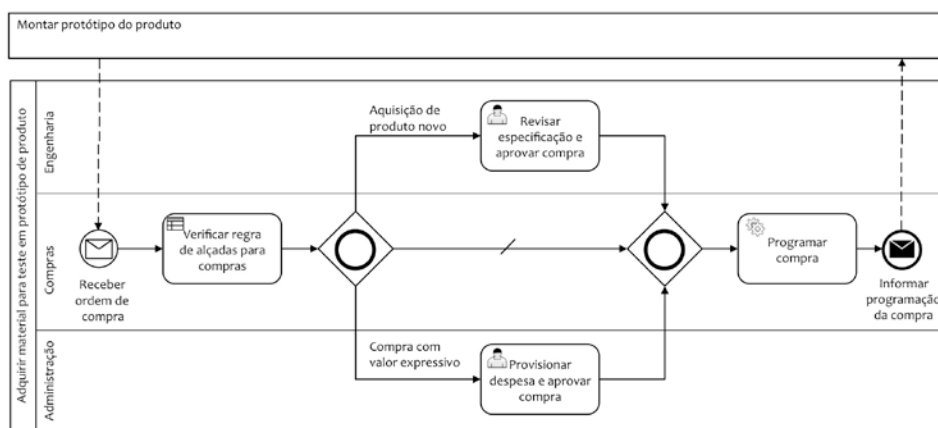 Montar protótipo do produto
Adquirir material para teste em protótipo de produto
Engenharia
Aquisição de
produto novo
Revisar
especificação e
aprovar compra
Compras
Receber
ordem de
compra
Verificar regra
de alçadas para
compras
Programar
compra
Informar
programação
da compra
Administração
Compra com
valor expressivo
Provisionar
despesa e aprovar
compra